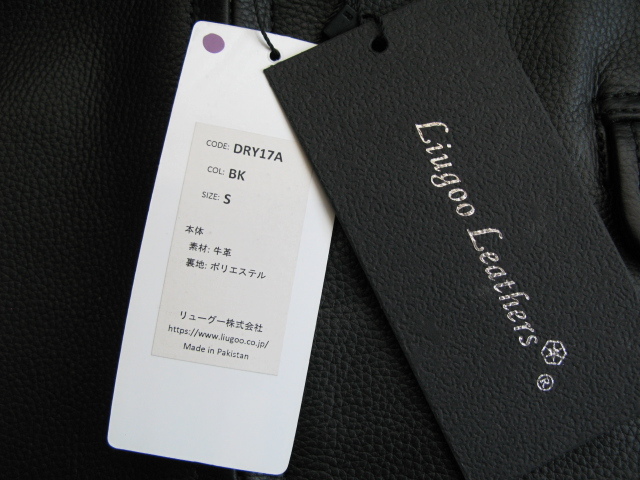 CODE: DRY17A
COL: BK
SIZE: S
本体
素材: 牛革
裏地: ポリエステル
リューグー株式会社
https://www.liugoo.co.jp/
Made in Pakistan
Liugoo Leathers
®